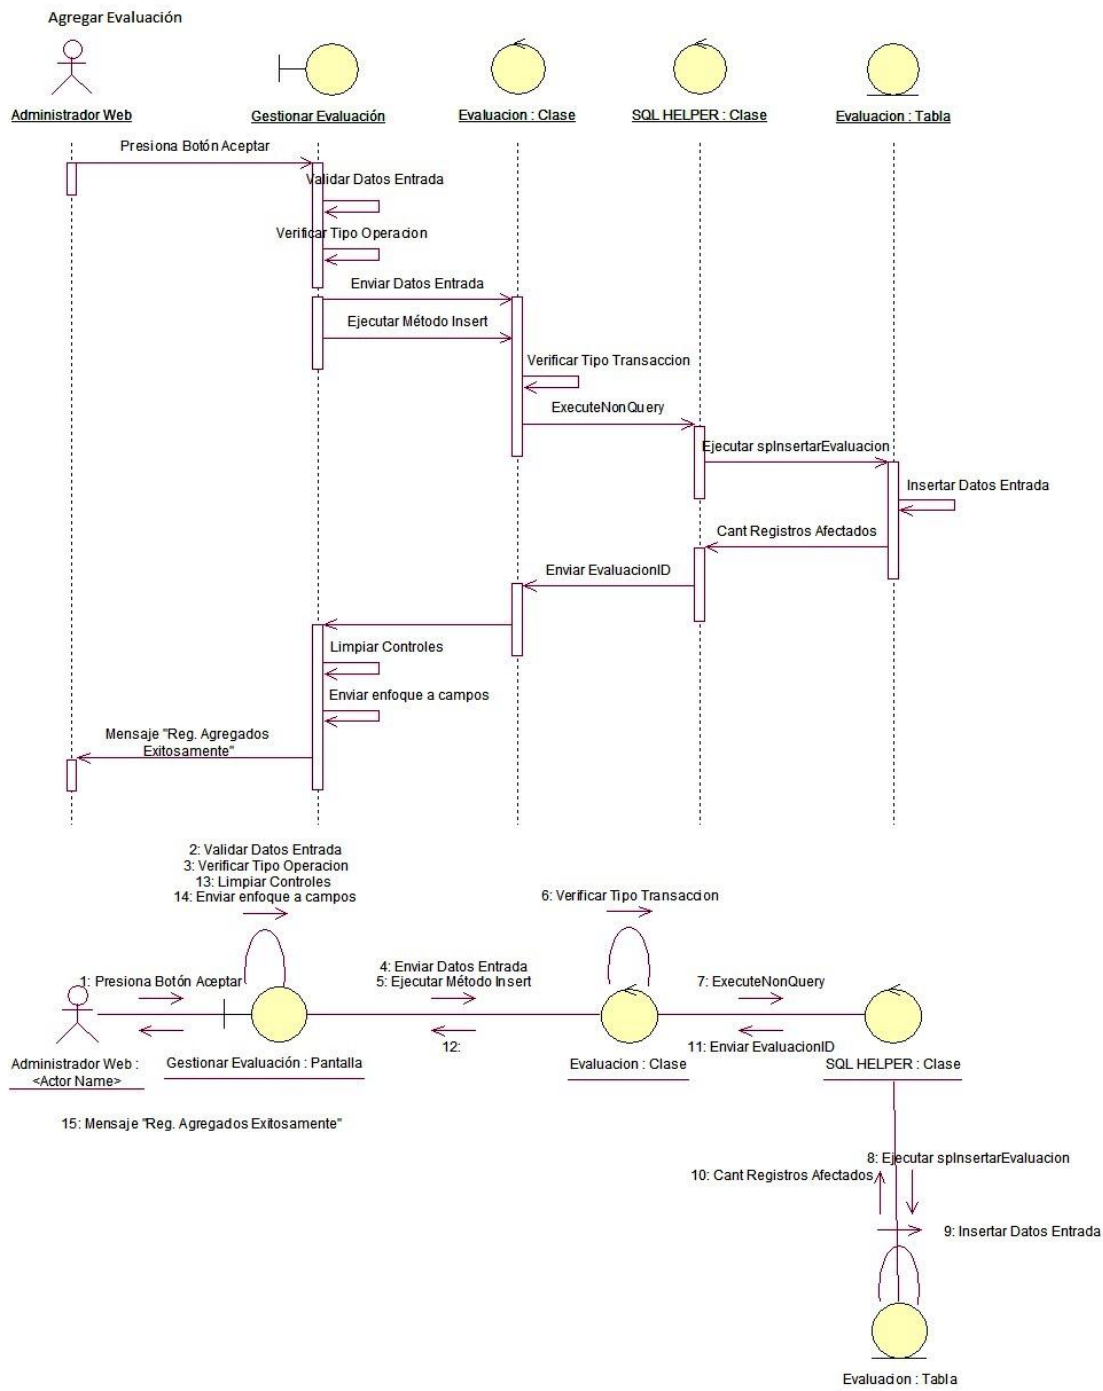 Agregar Evaluación
Administrador Web
Gestionar Evaluación
Evaluacion : Clase
SQL HELPER : Clase
Evaluacion : Tabla
Presiona Botón Aceptar
Validar Datos Entrada
Verificar Tipo Operacion
Enviar Datos Entrada
Ejecutar Método Insert
Verificar Tipo Transaccion
ExecuteNonQuery
Ejecutar spInsertarEvaluacion
Insertar Datos Entrada
Cant Registros Afectados
Enviar EvaluacionID
Limpiar Controles
Enviar enfoque a campos
Mensaje "Reg. Agregados
Exitosamente"
2: Validar Datos Entrada
3: Verificar Tipo Operacion
13: Limpiar Controles
14: Enviar enfoque a campos
6: Verificar Tipo Transaccion
1: Presiona Botón Aceptar
4: Enviar Datos Entrada
5: Ejecutar Método Insert
7: ExecuteNonQuery
12:
11: Enviar EvaluacionID
Administrador Web :
<Actor Name>
Gestionar Evaluación : Pantalla
Evaluacion : Clase
SQL HELPER : Clase
15: Mensaje "Reg. Agregados Exitosamente"
8: Ejecutar spInsertarEvaluacion
10: Cant Registros Afectados
9: Insertar Datos Entrada
Evaluacion : Tabla